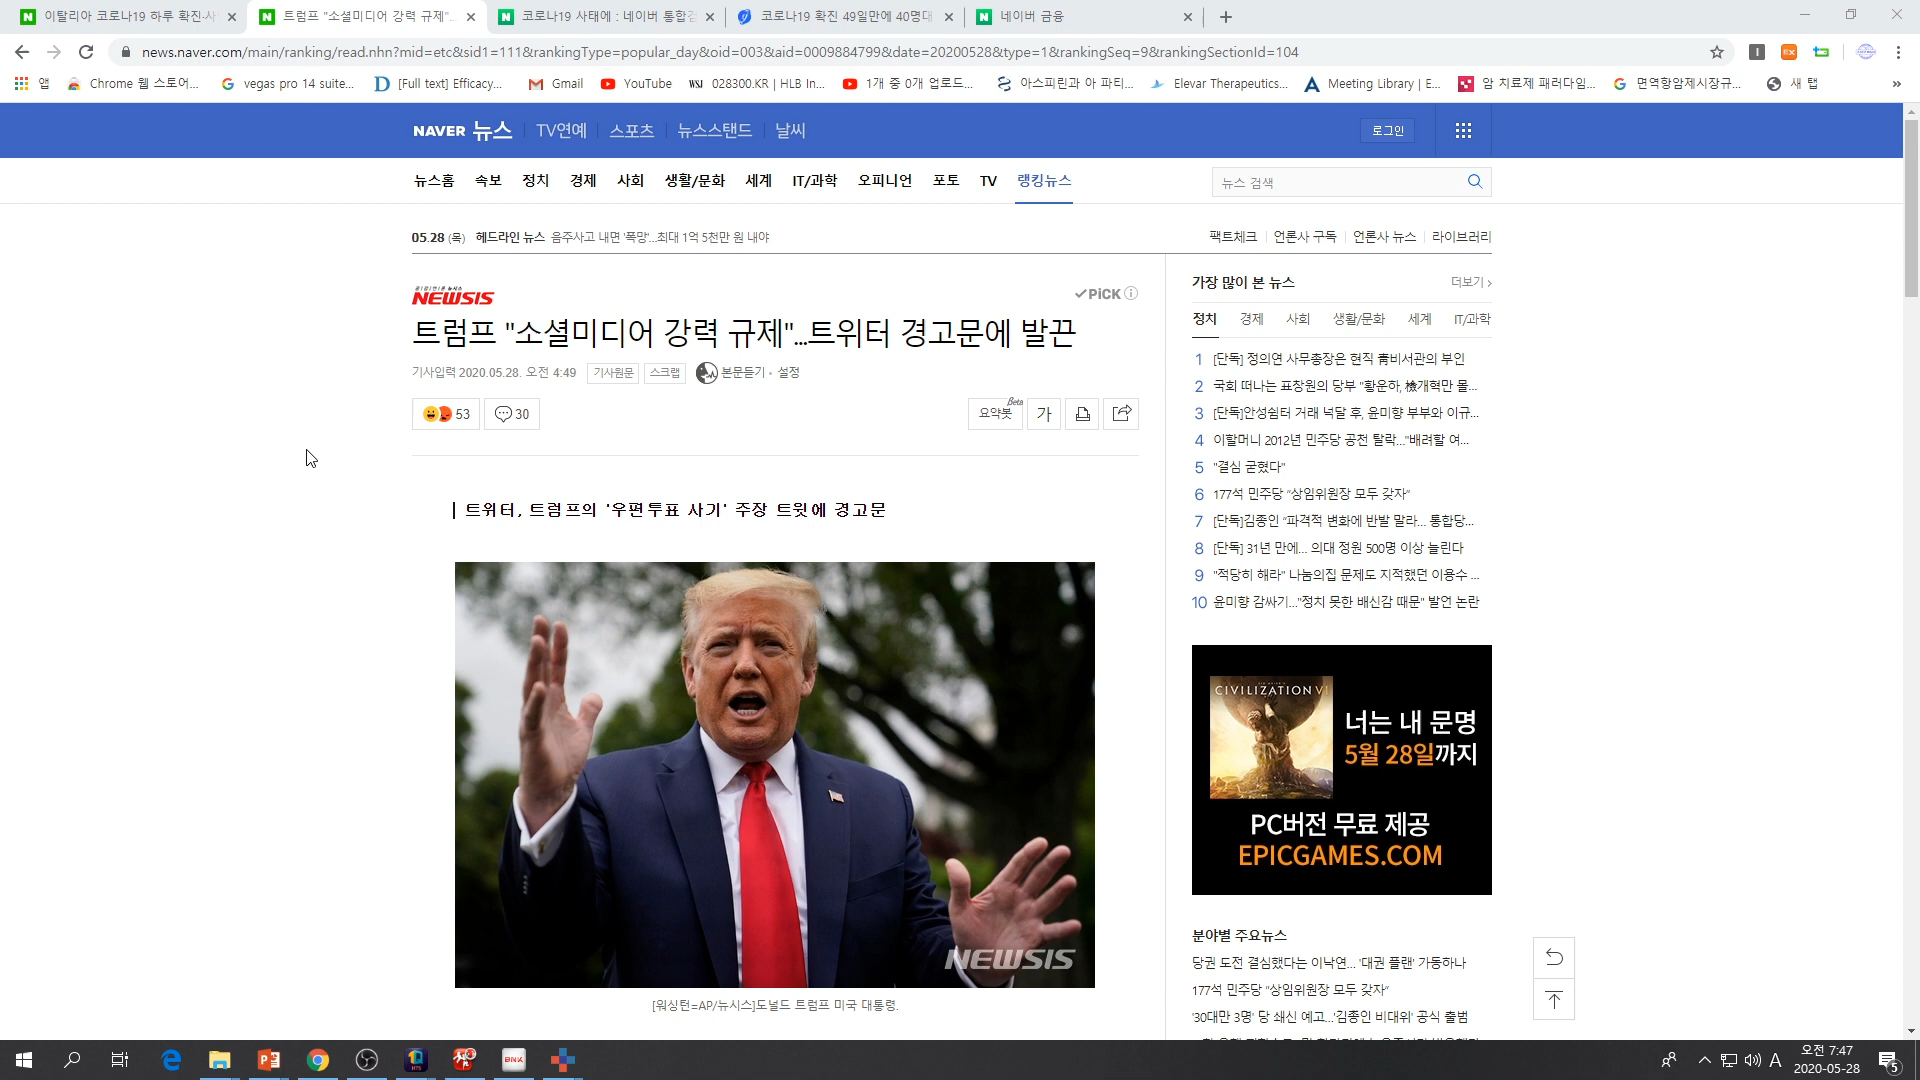 이탈리아 코로나19 하루 확진·사
트럼프 "소셜미디어 강력 규제"...
코로나19 사태에 : 네이버 통합검
코로나19 확진 49일만에 40명대
네이버 금융
news.naver.com/main/ranking/read.nhn?mid=etc&sid1=111&rankingType=popular_day&oid=003&aid=0009884799&date=20200528&type=1&rankingSeq=9&rankingSectionId=104
앱 Chrome 웹 스토어... vegas pro 14 suite... [Full text] Efficacy... Gmail YouTube WSJ 028300.KR | HLB In... 1개 중 0개 업로드... 아스피린과 아 파티... Elevar Therapeutics... Meeting Library | E... 암 치료제 패러다임... 면역항암제시장규... 새 탭 »
NAVER 뉴스 TV연예 스포츠 뉴스스탠드 날씨 로그인
뉴스홈 속보 정치 경제 사회 생활/문화 세계 IT/과학 오피니언 포토 TV 랭킹뉴스 뉴스 검색
05.28 (목) 헤드라인 뉴스 음주사고 내면 '폭망'...최대 1억 5천만 원 내야
팩트체크 언론사 구독 언론사 뉴스 라이브러리
NEWSIS
PiCK
트럼프 "소셜미디어 강력 규제"...트위터 경고문에 발끈
기사입력 2020.05.28. 오전 4:49 기사원문 스크랩 본문듣기 · 설정
53 30 요약봇 Beta 가
트위터, 트럼프의 '우편투표 사기' 주장 트윗에 경고문
NEWSIS
[워싱턴=AP/뉴시스]도널드 트럼프 미국 대통령.
가장 많이 본 뉴스 더보기
정치 경제 사회 생활/문화 세계 IT/과학
1 [단독] 정의연 사무총장은 현직 靑비서관의 부인
2 국회 떠나는 표창원의 당부 "황운하, 檢개혁만 몰...
3 [단독]안성쉼터 거래 넉달 후, 윤미향 부부와 이규...
4 이할머니 2012년 민주당 공천 탈락..."배려할 여...
5 "결심 굳혔다"
6 177석 민주당 "상임위원장 모두 갖자"
7 [단독]김종인 "파격적 변화에 반발 말라... 통합당...
8 [단독] 31년 만에... 의대 정원 500명 이상 늘린다
9 "적당히 해라" 나눔의집 문제도 지적했던 이용수 ...
10 윤미향 감싸기..."정치 못한 배신감 때문" 발언 논란
CIVILIZATION VI
너는 내 문명
5월 28일까지
PC버전 무료 제공
EPICGAMES.COM
분야별 주요뉴스
당권 도전 결심했다는 이낙연... '대권 플랜' 가동하나
177석 민주당 "상임위원장 모두 갖자"
'30대만 3명' 당 쇄신 예고...'김종인 비대위' 공식 출범
BNK
A
오전 7:47
2020-05-28
5